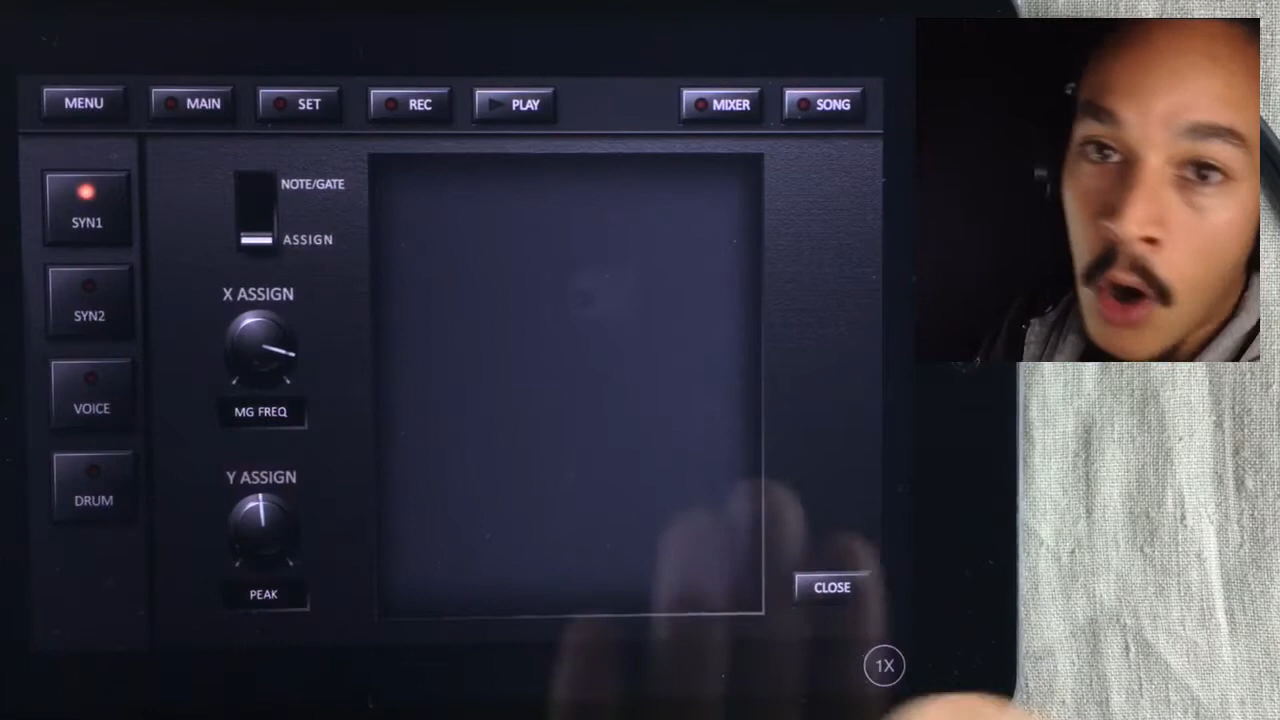 MENU
MAIN
SET
REC
PLAY
MIXER
SONG
SYN1
SYN2
VOICE
DRUM
NOTE/GATE
ASSIGN
X ASSIGN
MG FREQ
Y ASSIGN
PEAK
CLOSE
1X